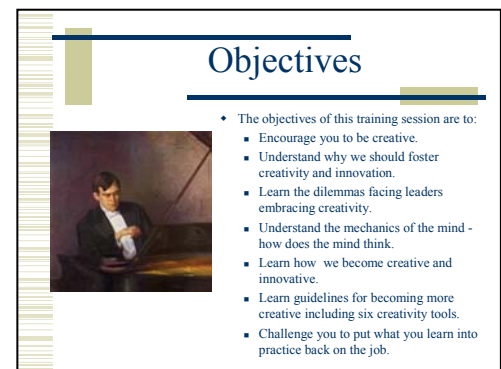 Objectives
The objectives of this training session are to:
Encourage you to be creative.
Understand why we should foster
creativity and innovation.
Learn the dilemmas facing leaders
embracing creativity.
Understand the mechanics of the mind -
how does the mind think.
Learn how  we become creative and
innovative.
Learn guidelines for becoming more
creative including six creativity tools.
Challenge you to put what you learn into
practice back on the job.